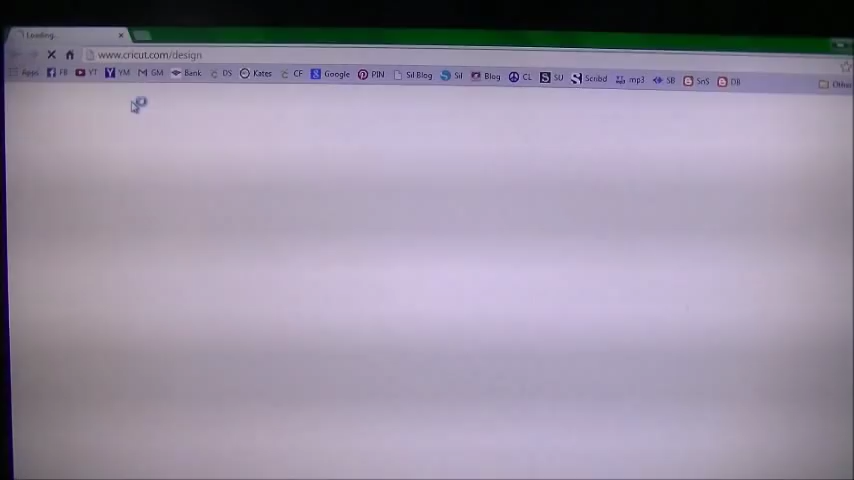 Loading...
www.cricut.com/design
Apps FB YT YM GM Bank DS Kates CF Google PIN Sil Blog Sil Blog CL SU Scribd mp3 SB SnS DB Other